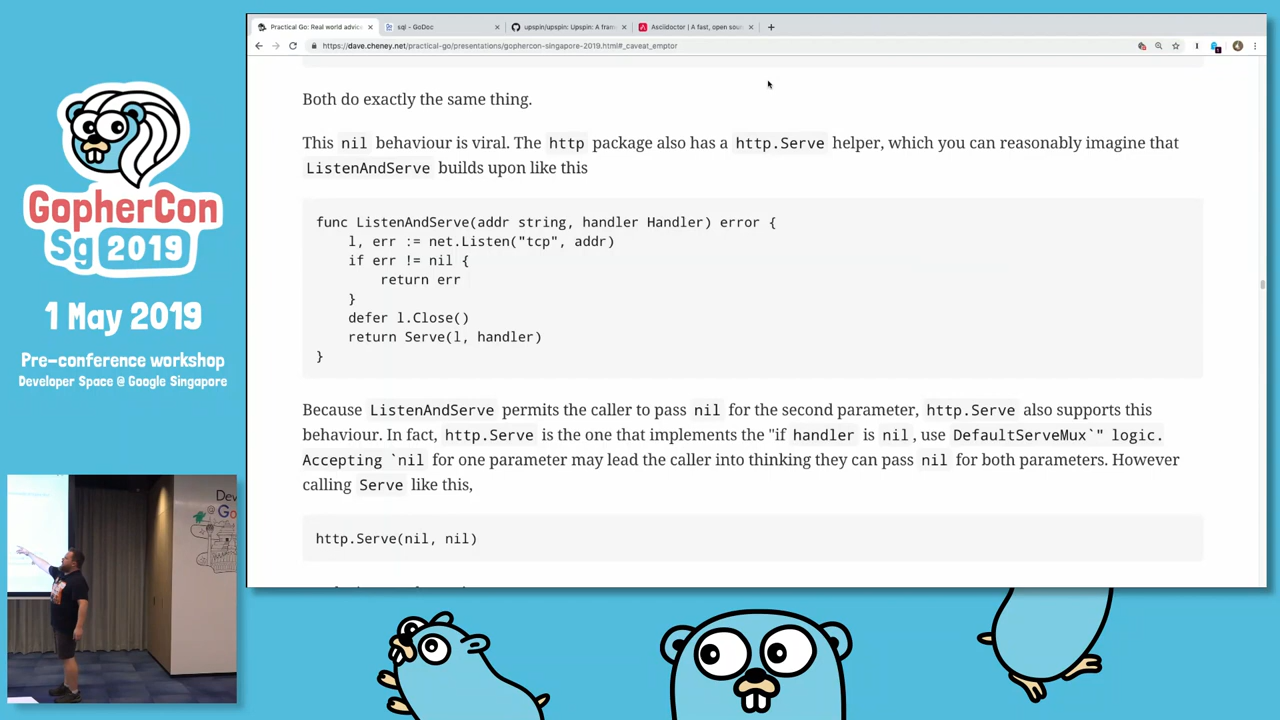 Practical Go: Real world advice
sql - GoDoc
upspin/upspin: Upspin: A fram
Asciidoctor | A fast, open sour
https://dave.cheney.net/practical-go/presentations/gophercon-singapore-2019.html#_caveat_emptor
GopherCon
Sg 2019
1 May 2019
Pre-conference workshop
Developer Space @ Google Singapore
Both do exactly the same thing.
This nil behaviour is viral. The http package also has a http.Serve helper, which you can reasonably imagine that
ListenAndServe builds upon like this
func ListenAndServe(addr string, handler Handler) error {
l, err := net.Listen("tcp", addr)
if err != nil {
return err
}
defer l.Close()
return Serve(l, handler)
}
Because ListenAndServe permits the caller to pass nil for the second parameter, http.Serve also supports this
behaviour. In fact, http.Serve is the one that implements the "if handler is nil, use DefaultServeMux`" logic.
Accepting `nil for one parameter may lead the caller into thinking they can pass nil for both parameters. However
calling Serve like this,
http.Serve(nil, nil)